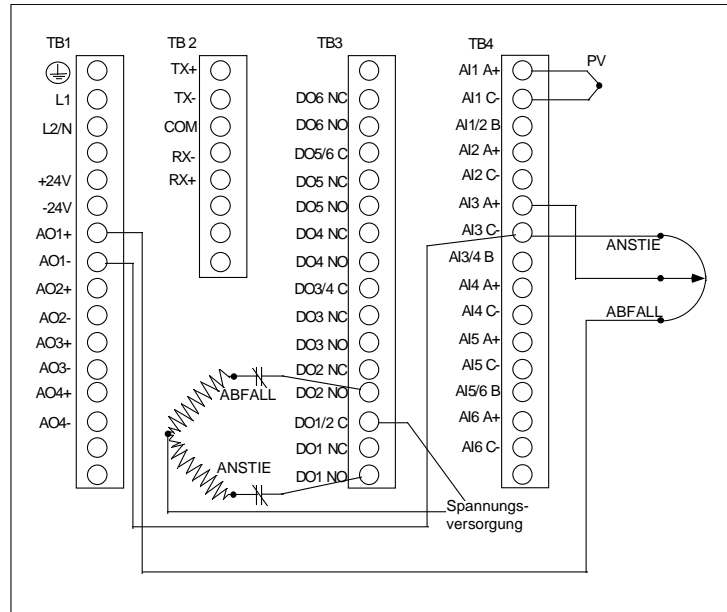 TB1
L1
L2/N
+24V
-24V
AO1+
AO1-
AO2+
AO2-
AO3+
AO3-
AO4+
AO4-
TB 2
TX+
TX-
COM
RX-
RX+
TB3
DO6 NC
DO6 NO
DO5/6 C
DO5 NC
DO5 NO
DO4 NC
DO4 NO
DO3/4 C
DO3 NC
DO3 NO
DO2 NC
DO2 NO
DO1/2 C
DO1 NC
DO1 NO
ABFALL
ANSTIE
TB4
AI1 A+
AI1 C-
AI1/2 B
AI2 A+
AI2 C-
AI3 A+
AI3 C-
AI3/4 B
AI4 A+
AI4 C-
AI5 A+
AI5 C-
AI5/6 B
AI6 A+
AI6 C-
PV
ANSTIE
ABFALL
Spannungs-
versorgung